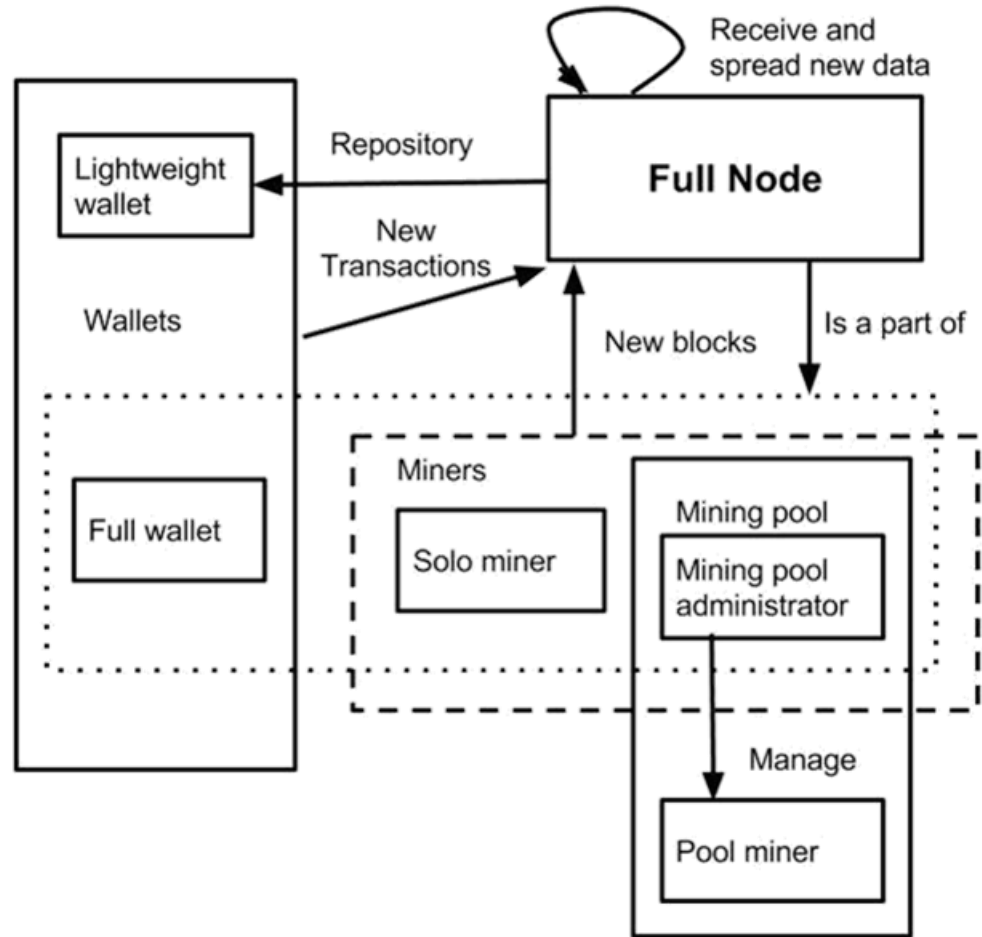 Receive and
spread new data
Full Node
Repository
Lightweight
wallet
New
Transactions
Wallets
New blocks
Is a part of
Miners
Full wallet
Solo miner
Mining pool
Mining pool
administrator
Manage
Pool miner